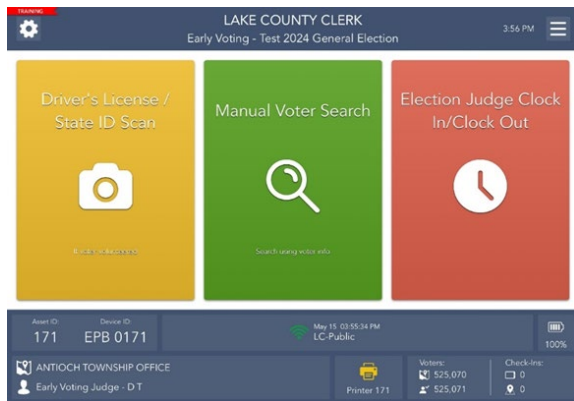 TRAINING
LAKE COUNTY CLERK
Early Voting - Test 2024 General Election
3:56 PM
Driver's License /
State ID Scan
If voter volunteered
Manual Voter Search
Search using voter info
Election Judge Clock
In/Clock Out
Asset ID:
171
Device ID:
EPB 0171
May 15 03:55:34 PM
LC-Public
100%
ANTIOCH TOWNSHIP OFFICE
Early Voting Judge - D T
Printer 171
Voters:
525,070
525,071
Check-Ins:
0
0